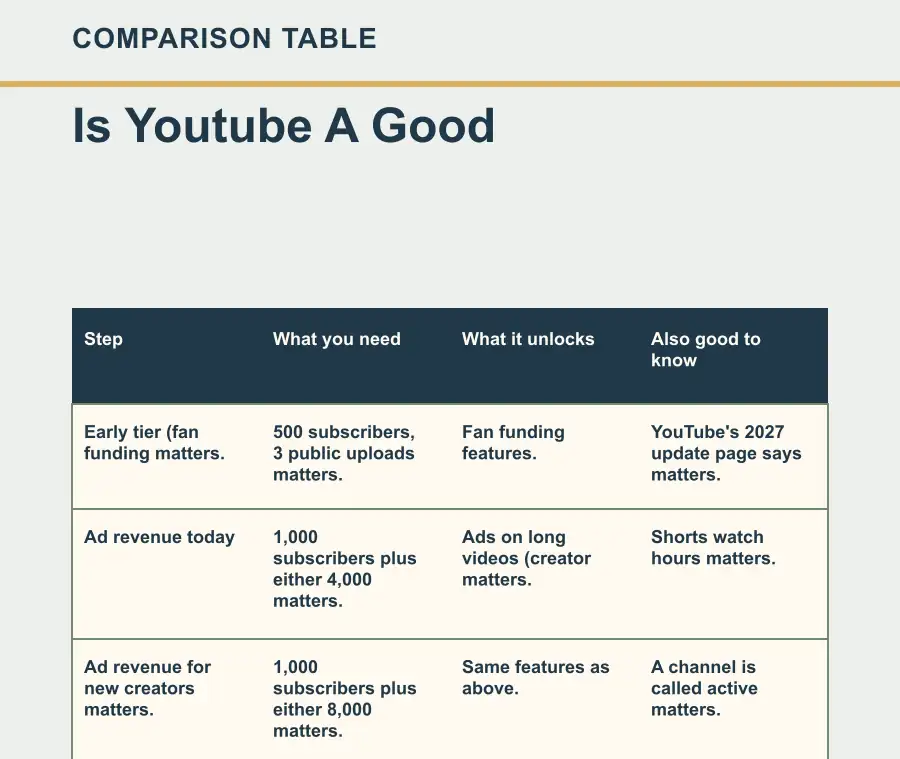 COMPARISON TABLE
Is Youtube A Good
Step
What you need
What it unlocks
Also good to
know
Early tier (fan
funding matters.
500 subscribers,
3 public uploads
matters.
Fan funding
features.
YouTube's 2027
update page says
matters.
Ad revenue today
1,000
subscribers plus
either 4,000
matters.
Ads on long
videos (creator
matters.
Shorts watch
hours matters.
Ad revenue for
new creators
matters.
1,000
subscribers plus
either 8,000
matters.
Same features as
above.
A channel is
called active
matters.